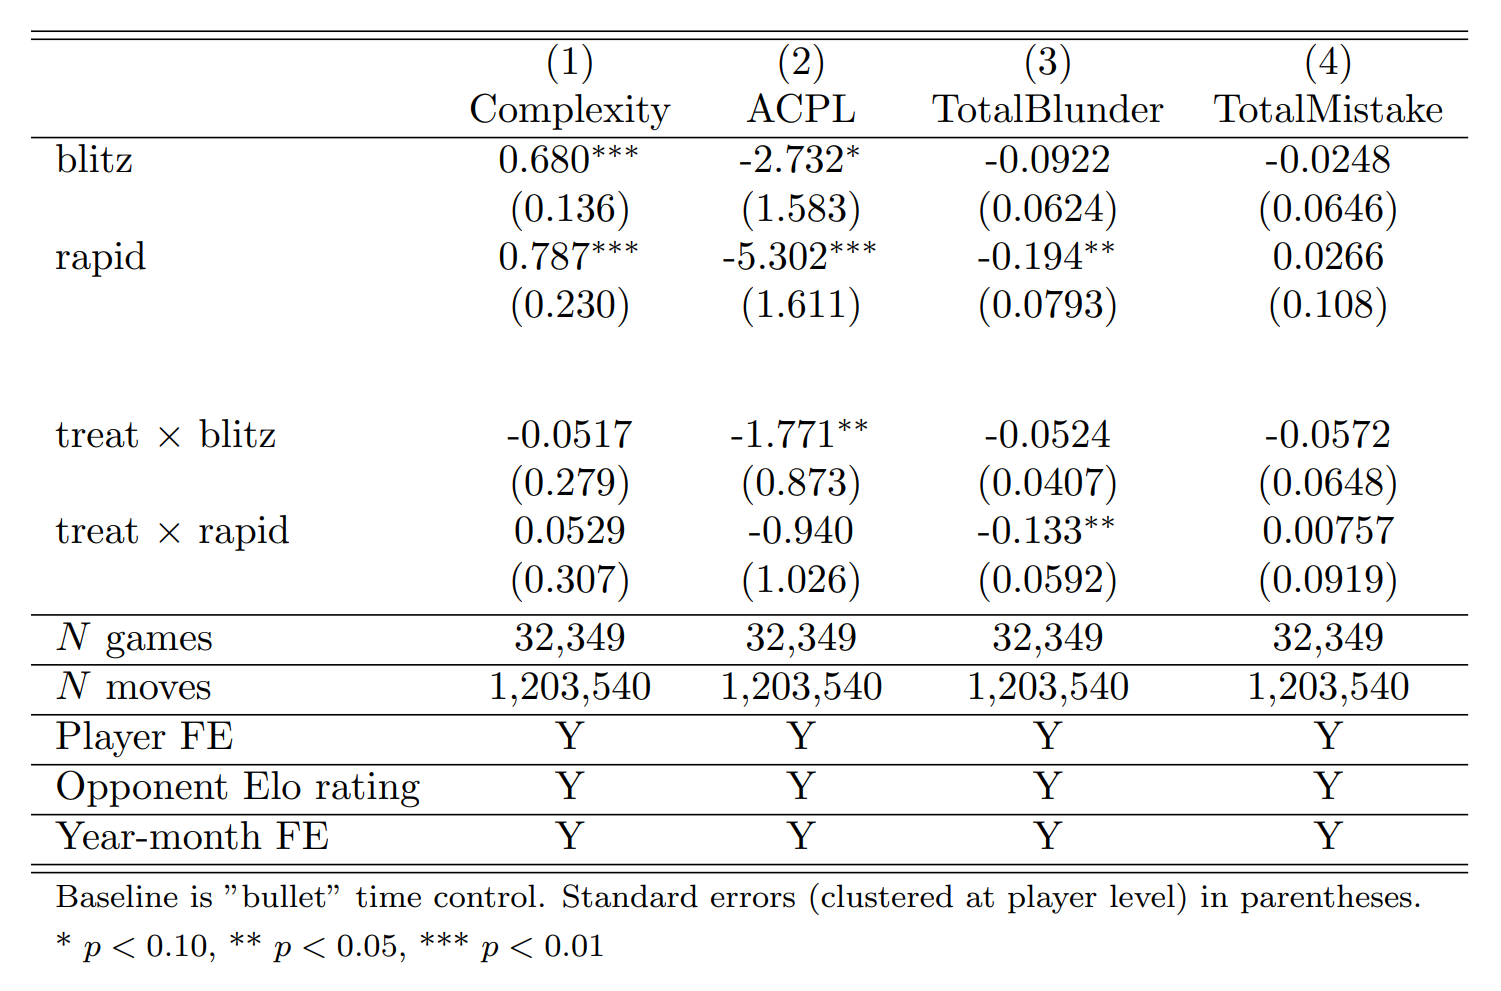 (1) (2) (3) (4)
Complexity ACPL TotalBlunder TotalMistake
blitz 0.680*** -2.732* -0.0922 -0.0248
(0.136) (1.583) (0.0624) (0.0646)
rapid 0.787*** -5.302*** -0.194** 0.0266
(0.230) (1.611) (0.0793) (0.108)
treat × blitz -0.0517 -1.771** -0.0524 -0.0572
(0.279) (0.873) (0.0407) (0.0648)
treat × rapid 0.0529 -0.940 -0.133** 0.00757
(0.307) (1.026) (0.0592) (0.0919)
N games 32,349 32,349 32,349 32,349
N moves 1,203,540 1,203,540 1,203,540 1,203,540
Player FE Y Y Y Y
Opponent Elo rating Y Y Y Y
Year-month FE Y Y Y Y
Baseline is ”bullet” time control. Standard errors (clustered at player level) in parentheses.
* p < 0.10, ** p < 0.05, *** p < 0.01